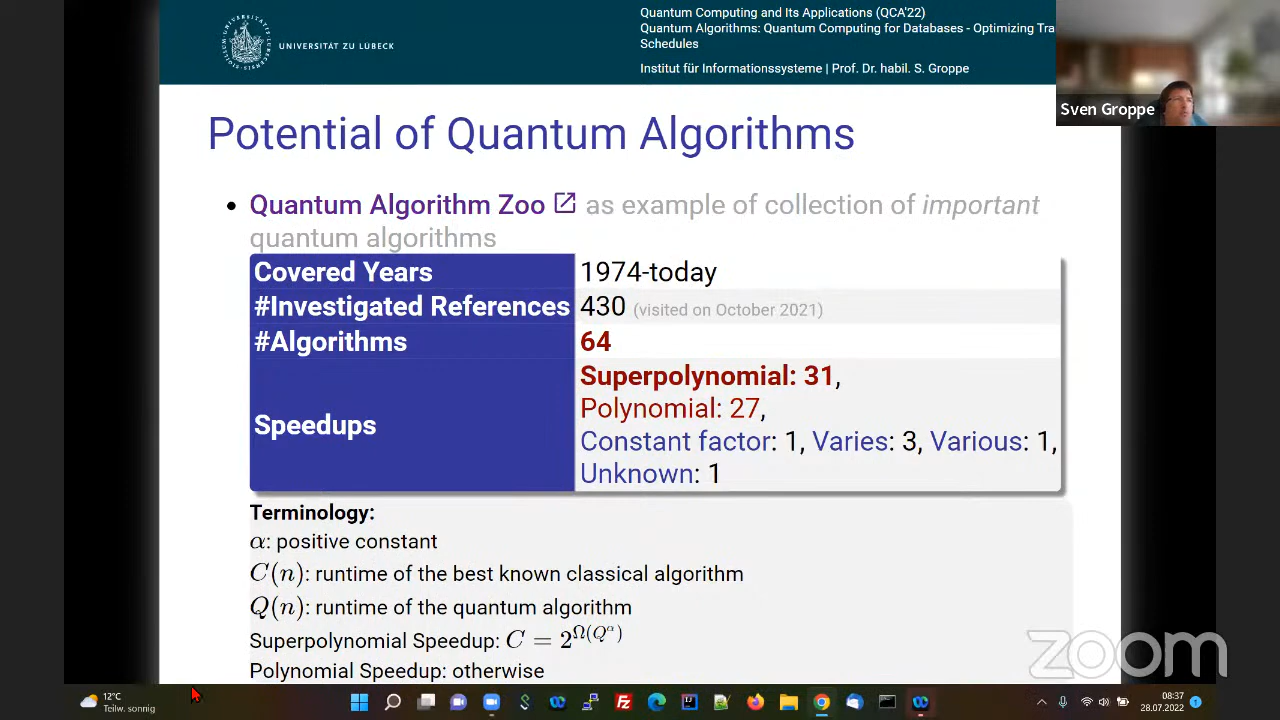 UNIVERSITÄT ZU LÜBECK
Quantum Computing and Its Applications (QCA'22)
Quantum Algorithms: Quantum Computing for Databases - Optimizing Tra
Schedules
Institut für Informationssysteme | Prof. Dr. habil. S. Groppe
Sven Groppe
Potential of Quantum Algorithms
• Quantum Algorithm Zoo as example of collection of important
quantum algorithms
Covered Years 1974-today
#Investigated References 430 (visited on October 2021)
#Algorithms 64
Speedups
Superpolynomial: 31,
Polynomial: 27,
Constant factor: 1, Varies: 3, Various: 1,
Unknown: 1
Terminology:
α: positive constant
C(n): runtime of the best known classical algorithm
Q(n): runtime of the quantum algorithm
Superpolynomial Speedup: C = 2^Ω(Q^α)
Polynomial Speedup: otherwise
zoom
12°C
Teilw. sonnig
08:37
28.07.2022